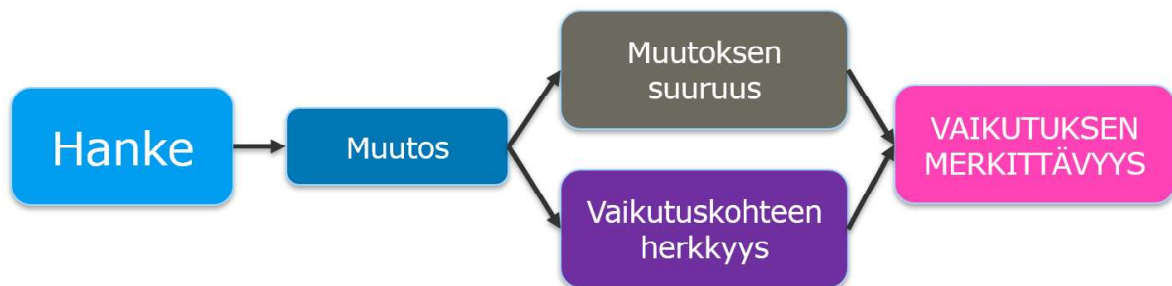 Hanke
Muutos
Muutoksen
suuruus
Vaikutuskohteen
herkkyys
VAIKUTUKSEN
MERKITTÄVYYS